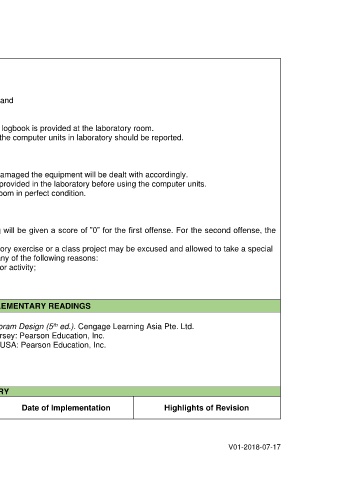 and
logbook is provided at the laboratory room.
the computer units in laboratory should be reported.
amaged the equipment will be dealt with accordingly.
provided in the laboratory before using the computer units.
oom in perfect condition.
will be given a score of "0" for the first offense. For the second offense, the
ory exercise or a class project may be excused and allowed to take a special
any of the following reasons:
or activity;
EMENTARY READINGS
gram Design (5th ed.). Cengage Learning Asia Pte. Ltd.
rsey: Pearson Education, Inc.
USA: Pearson Education, Inc.
RY
Date of Implementation Highlights of Revision
V01-2018-07-17